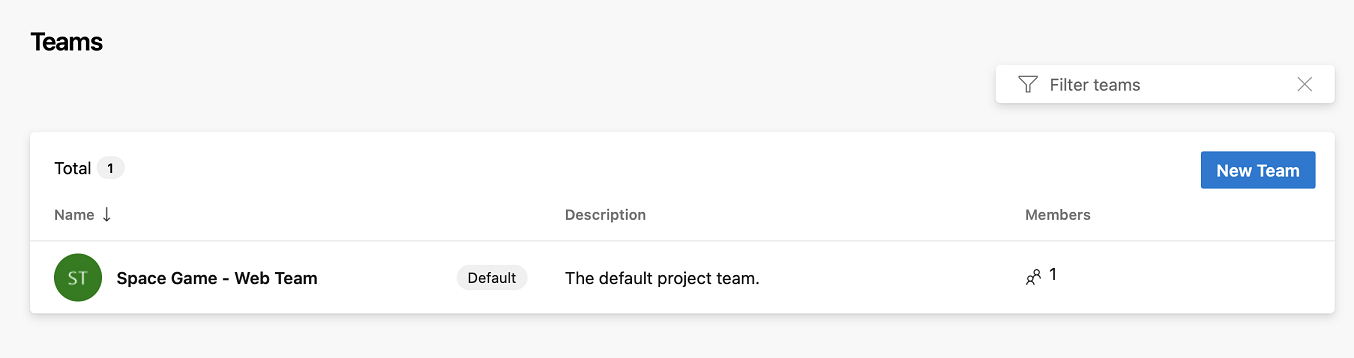 Teams
Filter teams
Total 1
New Team
Name ↓ Description Members
ST Space Game - Web Team Default The default project team. 1